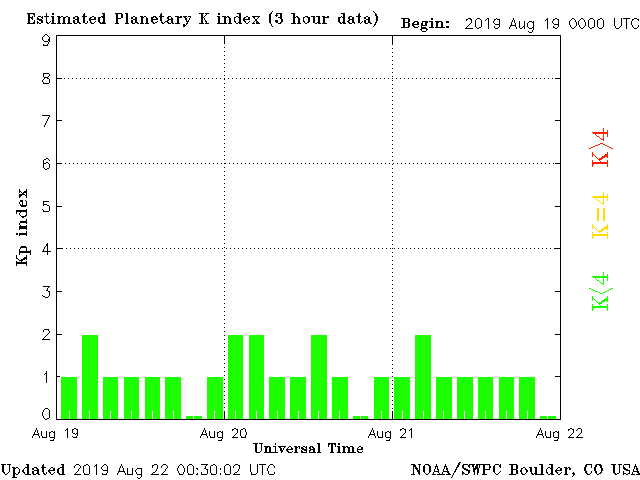 Estimated Planetary K index (3 hour data) Begin: 2019 Aug 19 0000 UTC
9
8
7
6
5
4
3
2
1
0
Kp index
K>4
K=4
K<4
Aug 19 Aug 20 Aug 21 Aug 22
Universal Time
Updated 2019 Aug 22 00:30:02 UTC NOAA/SWPC Boulder, CO USA